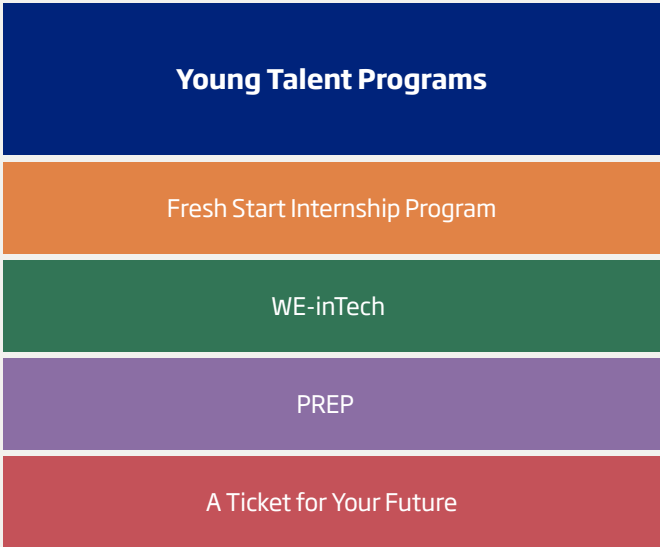 Young Talent Programs
Fresh Start Internship Program
WE-inTech
PREP
A Ticket for Your Future